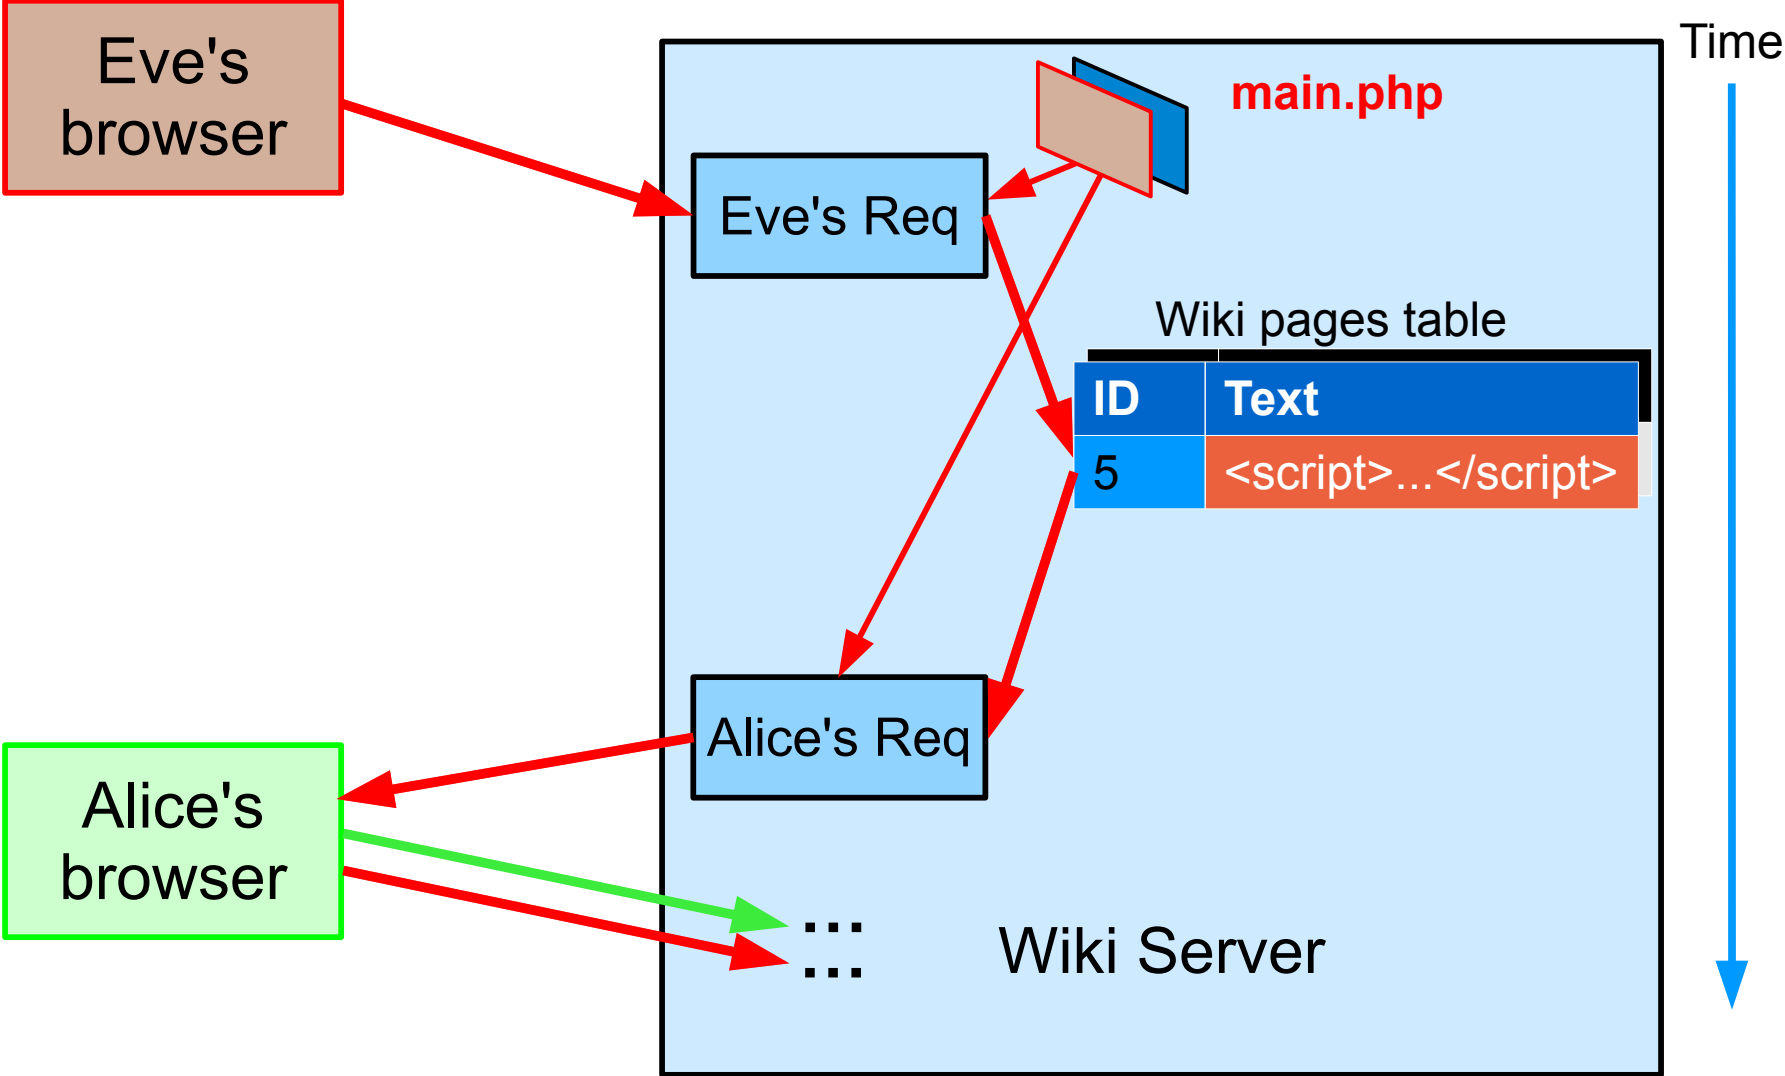 Eve's
browser
Time
main.php
Eve's Req
Wiki pages table
ID Text
5 <script>...</script>
Alice's Req
Alice's
browser
...
...
Wiki Server